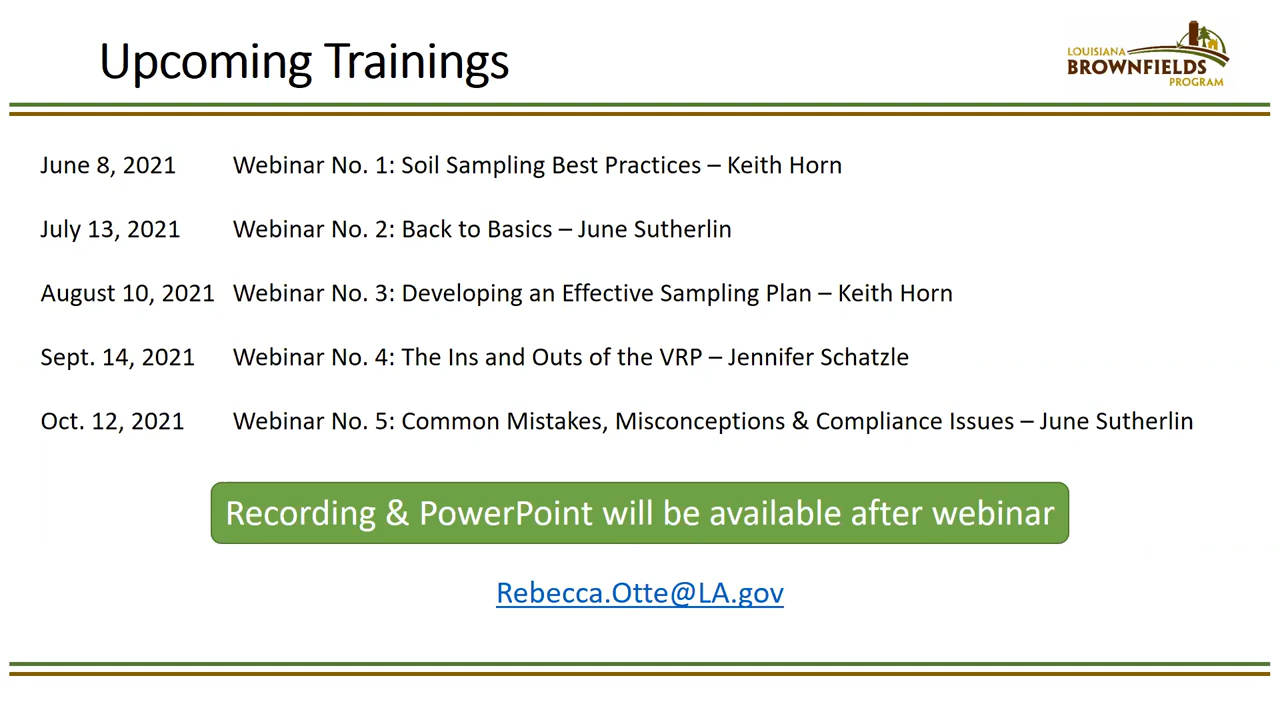 Upcoming Trainings
LOUISIANA
BROWNFIELDS
PROGRAM
June 8, 2021 Webinar No. 1: Soil Sampling Best Practices – Keith Horn
July 13, 2021 Webinar No. 2: Back to Basics – June Sutherlin
August 10, 2021 Webinar No. 3: Developing an Effective Sampling Plan – Keith Horn
Sept. 14, 2021 Webinar No. 4: The Ins and Outs of the VRP – Jennifer Schatzle
Oct. 12, 2021 Webinar No. 5: Common Mistakes, Misconceptions & Compliance Issues – June Sutherlin
Recording & PowerPoint will be available after webinar
Rebecca.Otte@LA.gov